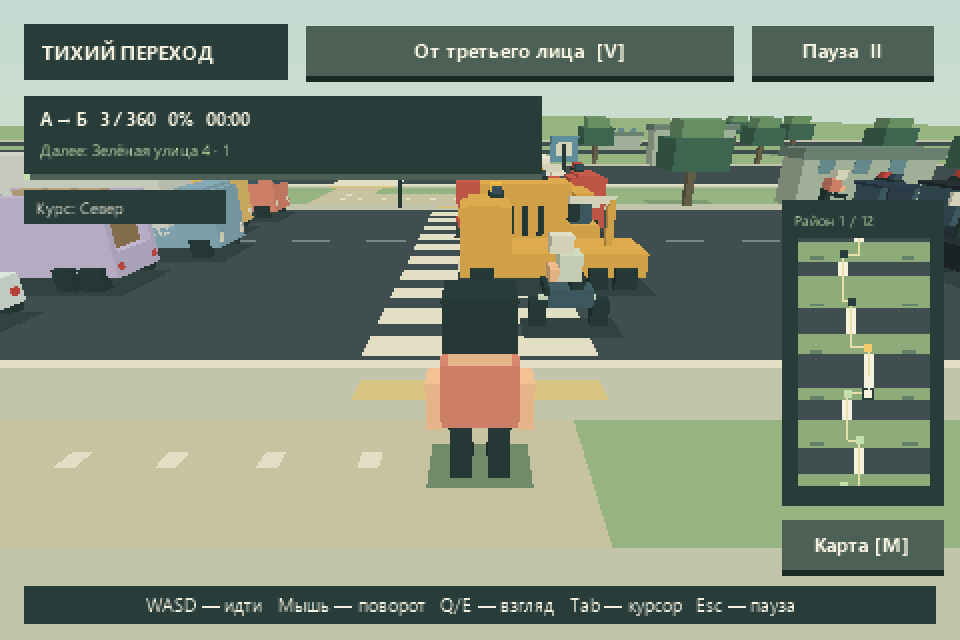 ТИХИЙ ПЕРЕХОД
От третьего лица [V]
Пауза II
А — Б 3 / 360 0% 00:00
Далее: Зелёная улица 4 · 1
Курс: Север
Район 1 / 12
Карта [M]
WASD — идти Мышь — поворот Q/E — взгляд Tab — курсор Esc — пауза